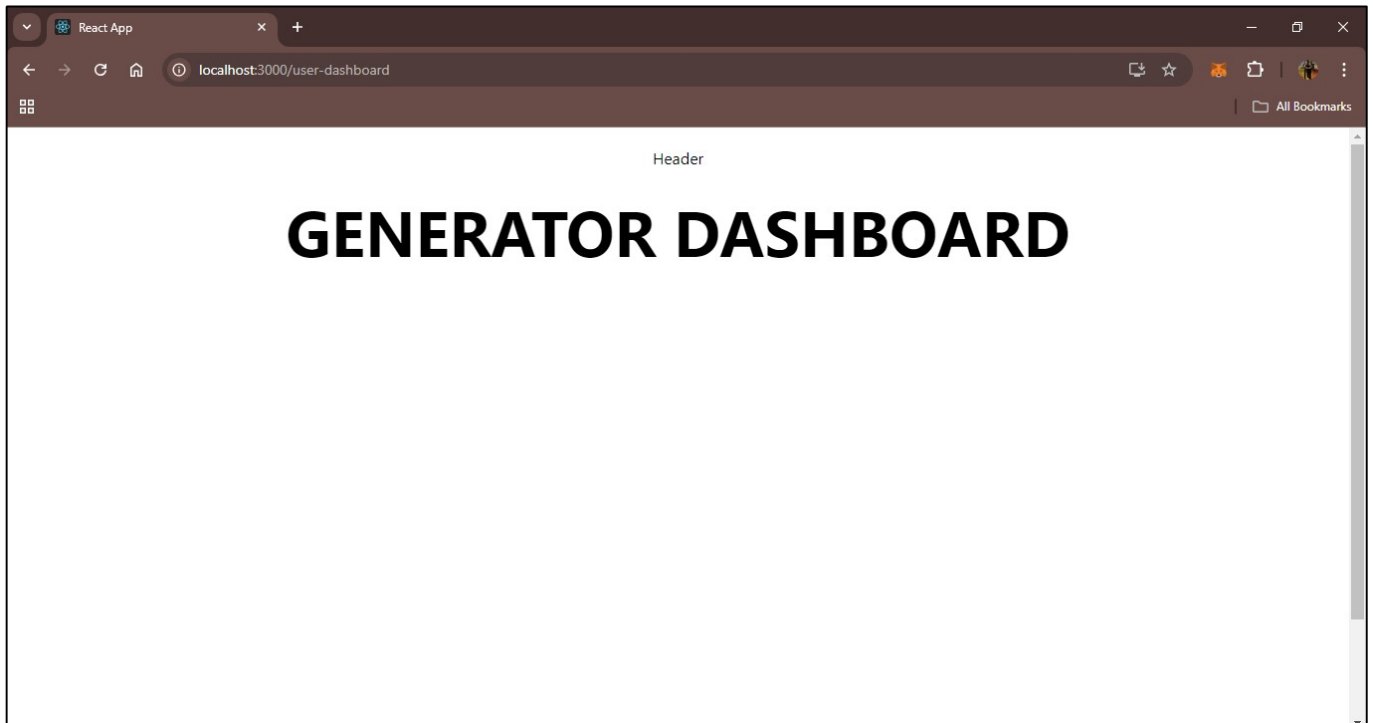 React App
localhost:3000/user-dashboard
All Bookmarks
Header
GENERATOR DASHBOARD